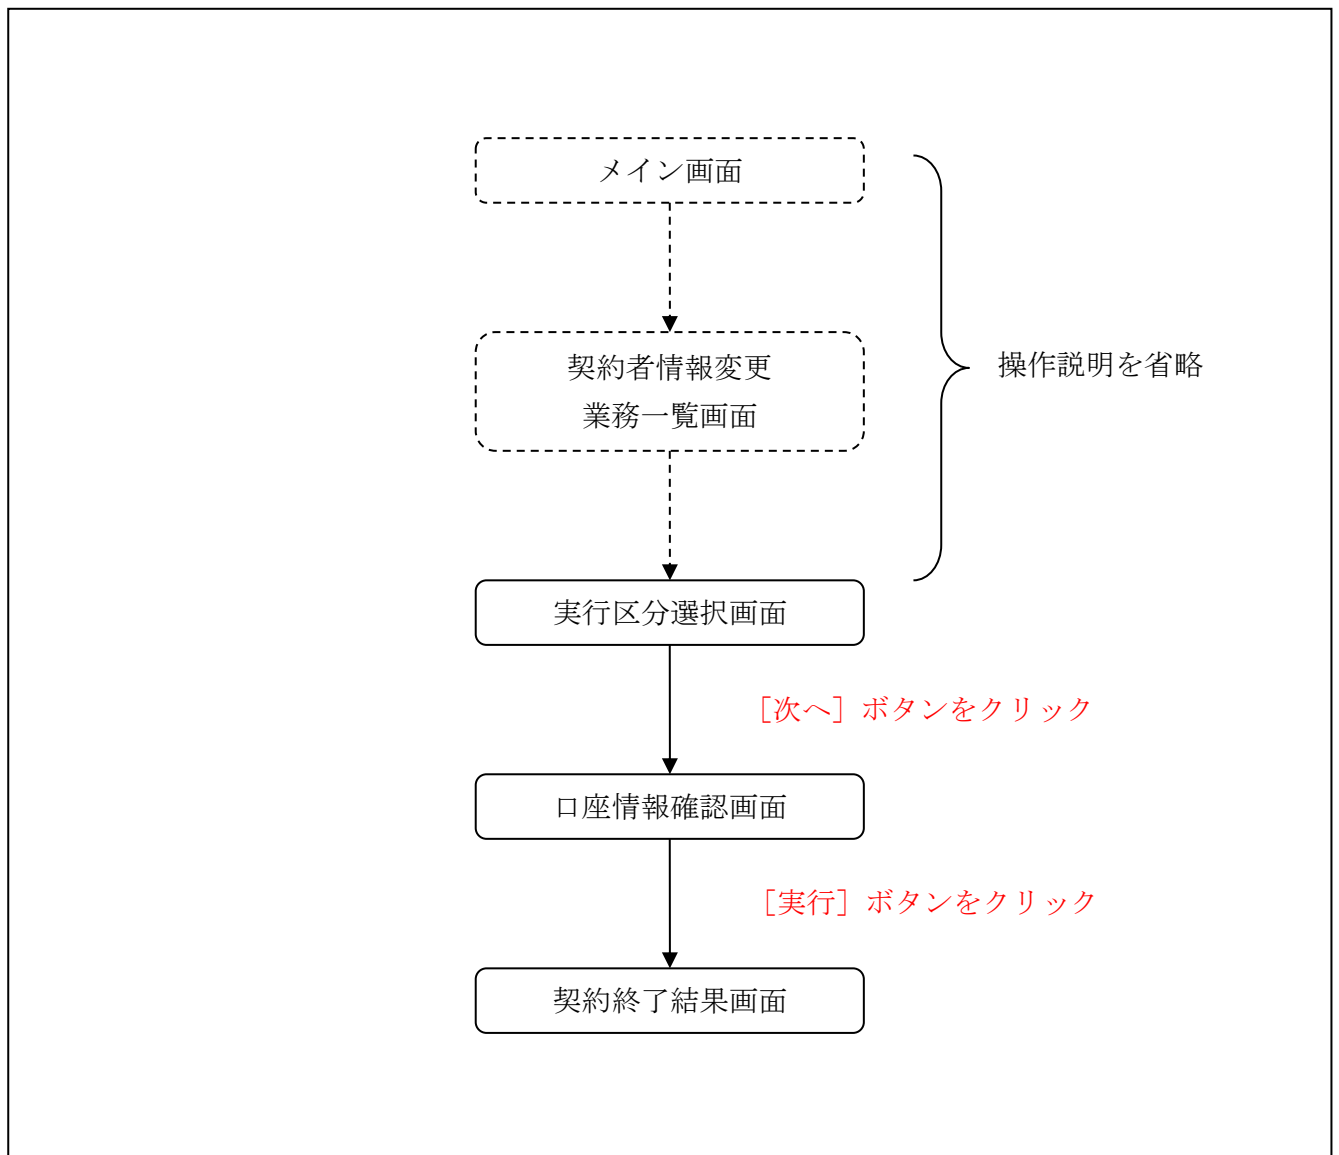 メイン画面
契約者情報変更
業務一覧画面
操作説明を省略
実行区分選択画面
［次へ］ボタンをクリック
口座情報確認画面
［実行］ボタンをクリック
契約終了結果画面